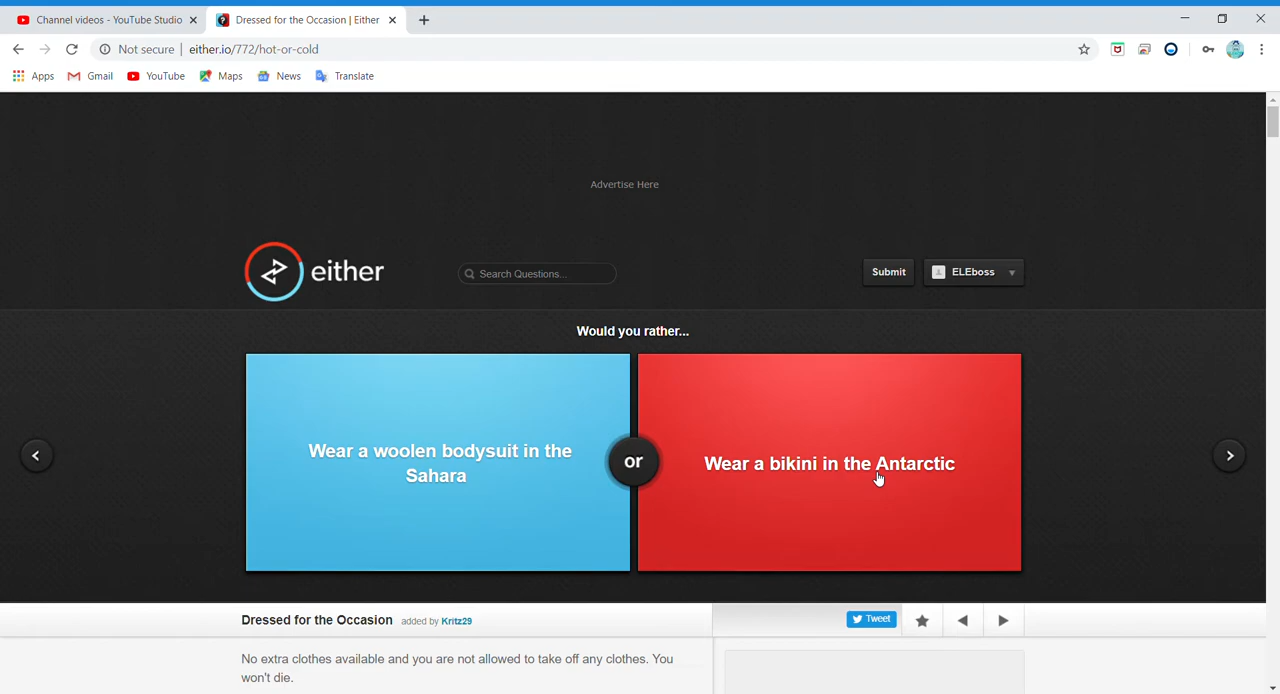 Channel videos - YouTube Studio
Dressed for the Occasion | Either
Not secure | either.io/772/hot-or-cold
Apps Gmail YouTube Maps News Translate
Advertise Here
either
Search Questions...
Submit
ELEboss
Would you rather...
Wear a woolen bodysuit in the
Sahara
or
Wear a bikini in the Antarctic
Dressed for the Occasion added by Kritz29
Tweet
No extra clothes available and you are not allowed to take off any clothes. You
won't die.